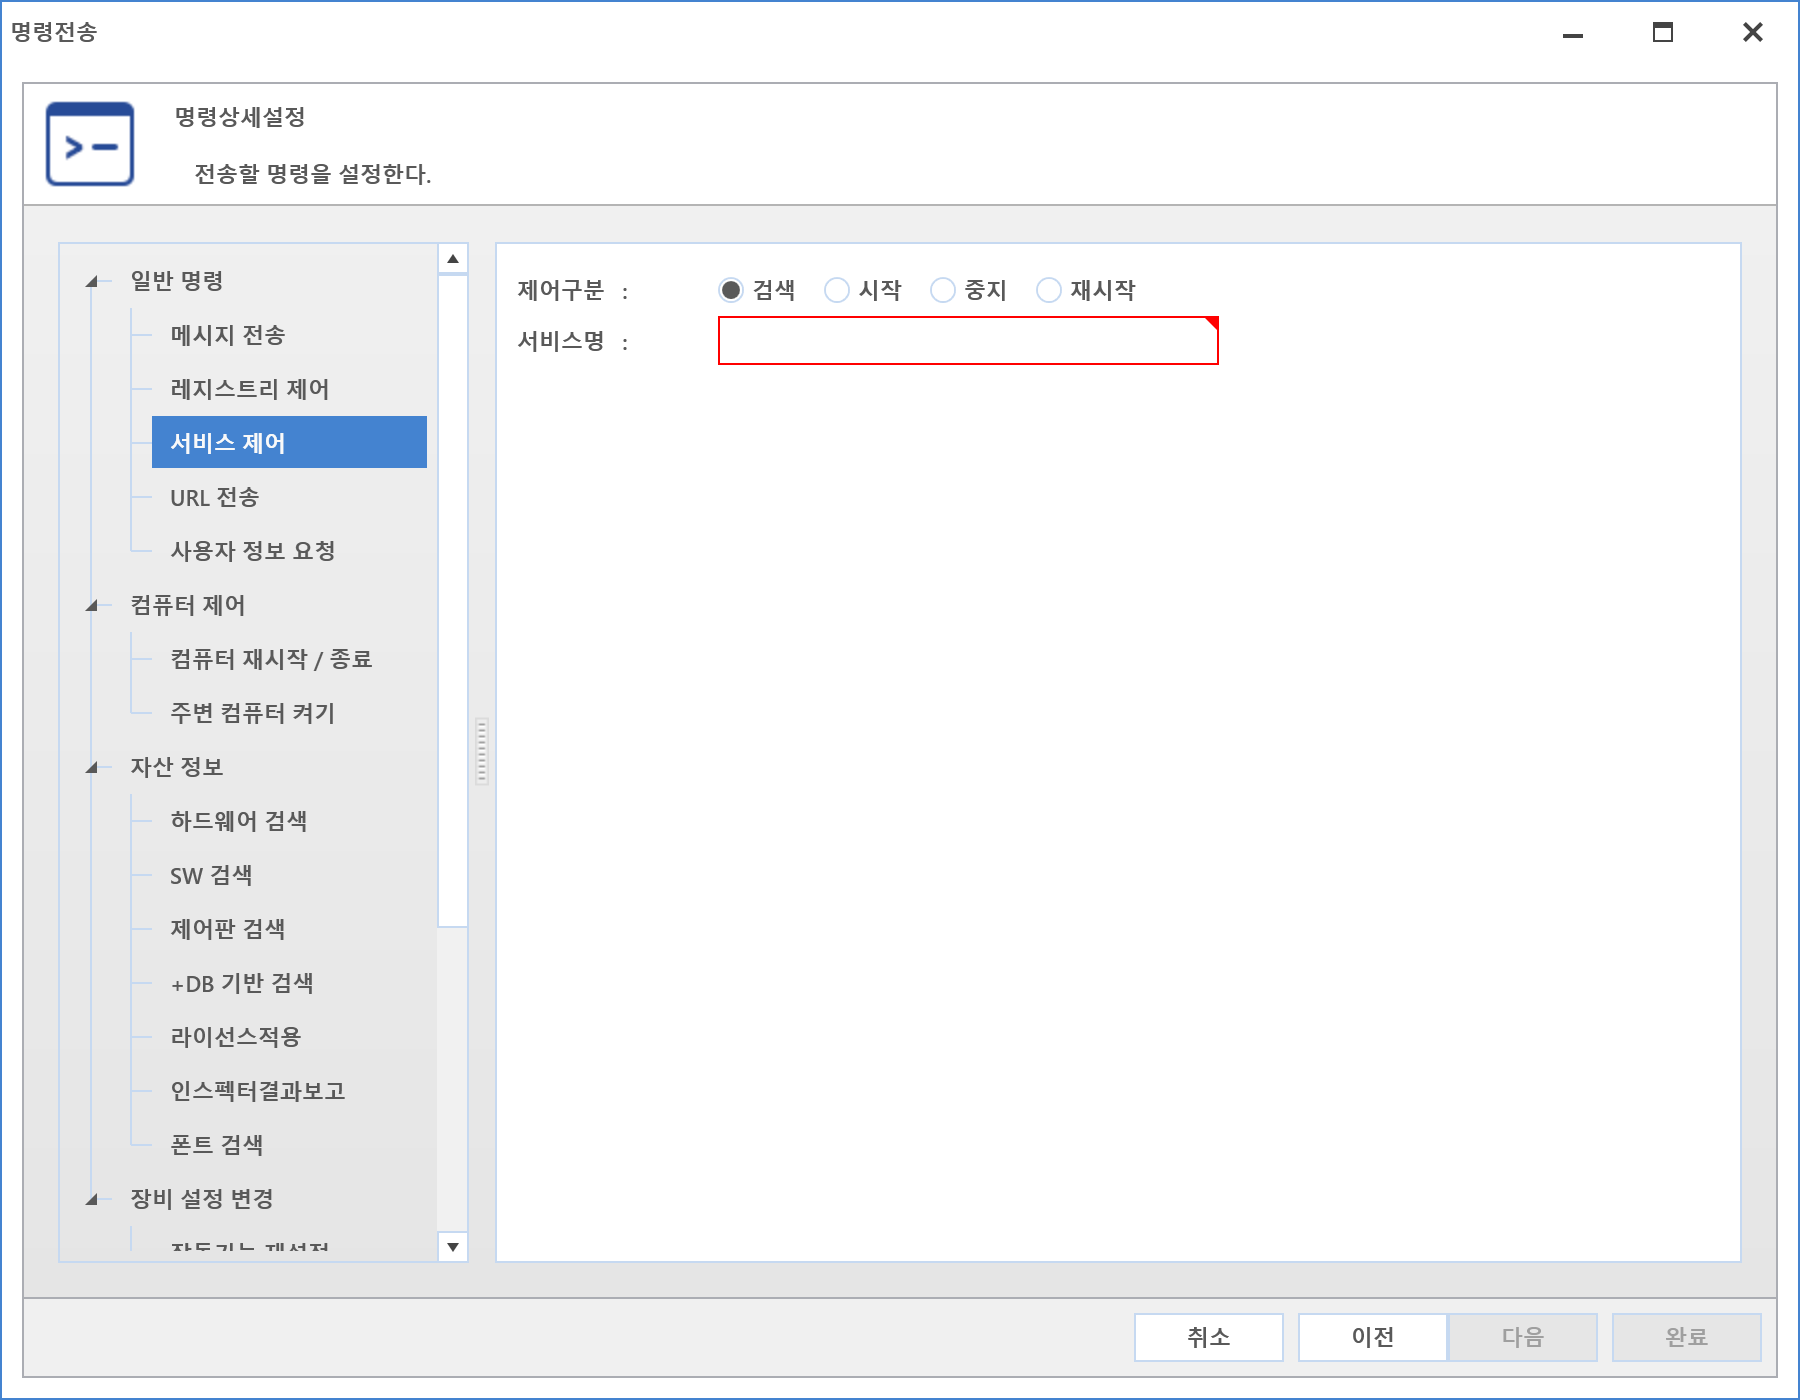 명령전송
명령상세설정
전송할 명령을 설정한다.
일반 명령
메시지 전송
레지스트리 제어
서비스 제어
URL 전송
사용자 정보 요청
컴퓨터 제어
컴퓨터 재시작 / 종료
주변 컴퓨터 켜기
자산 정보
하드웨어 검색
SW 검색
제어판 검색
+DB 기반 검색
라이선스적용
인스펙터결과보고
폰트 검색
장비 설정 변경
제어구분 : 검색 시작 중지 재시작
서비스명 :
취소 이전 다음 완료